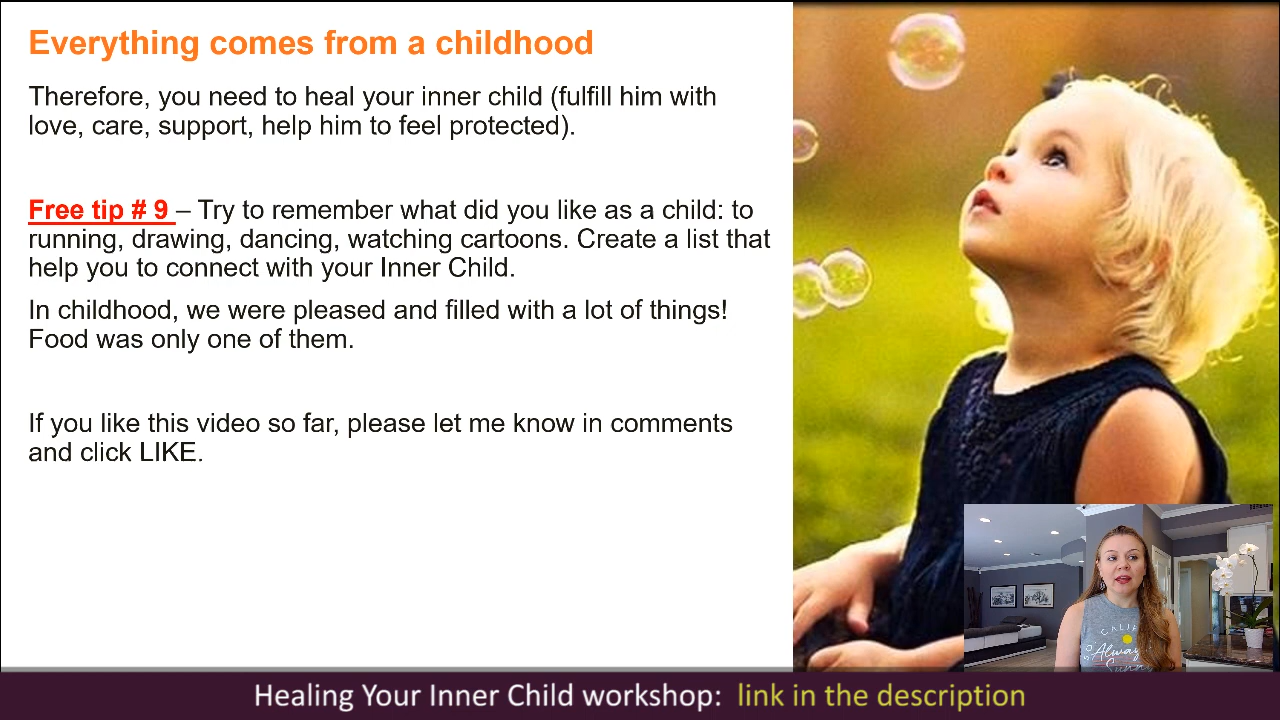 Everything comes from a childhood
Therefore, you need to heal your inner child (fulfill him with
love, care, support, help him to feel protected).
Free tip # 9 – Try to remember what did you like as a child: to
running, drawing, dancing, watching cartoons. Create a list that
help you to connect with your Inner Child.
In childhood, we were pleased and filled with a lot of things!
Food was only one of them.
If you like this video so far, please let me know in comments
and click LIKE.
CALI
SO
Always
Sunny
Healing Your Inner Child workshop: link in the description